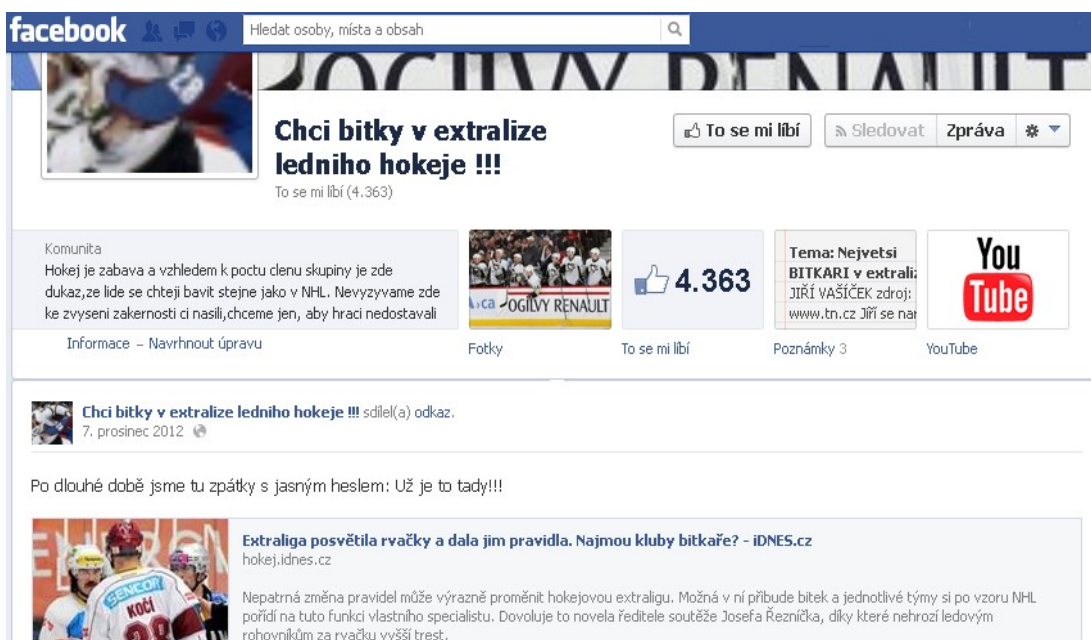 facebook
Hledat osoby, místa a obsah
OGILVY RENAULT
Chci bitky v extralize
ledniho hokeje !!!
To se mi líbí (4.363)
To se mi líbí
Sledovat
Zpráva
Komunita
Hokej je zabava a vzhledem k poctu clenu skupiny je zde
dukaz,ze lide se chteji bavit stejne jako v NHL. Nevyzyvame zde
ke zvyseni zakernosti ci nasili,chceme jen, aby hraci nedostavali
Informace – Navrhnout úpravu
.ca OGILVY RENAULT
Fotky
4.363
To se mi líbí
Tema: Nejvetsi
BITKARI v extrali
JIŘÍ VAŠÍČEK zdroj:
www.tn.cz Jiří se nar
Poznámky 3
You
Tube
YouTube
Chci bitky v extralize ledniho hokeje !!! sdílel(a) odkaz.
7. prosinec 2012
Po dlouhé době jsme tu zpátky s jasným heslem: Už je to tady!!!
SENCOR
KOČÍ
Extraliga posvětila rvačky a dala jim pravidla. Najmou kluby bitkaře? - iDNES.cz
hokej.idnes.cz
Nepatrná změna pravidel může výrazně proměnit hokejovou extraligu. Možná v ní přibude bitek a jednotlivé týmy si po vzoru NHL
pořídí na tuto funkci vlastního specialistu. Dovoluje to novela ředitele soutěže Josefa Řezníčka, díky které nehrozí ledovým
rohovníkům za rvačku vyšší trest.